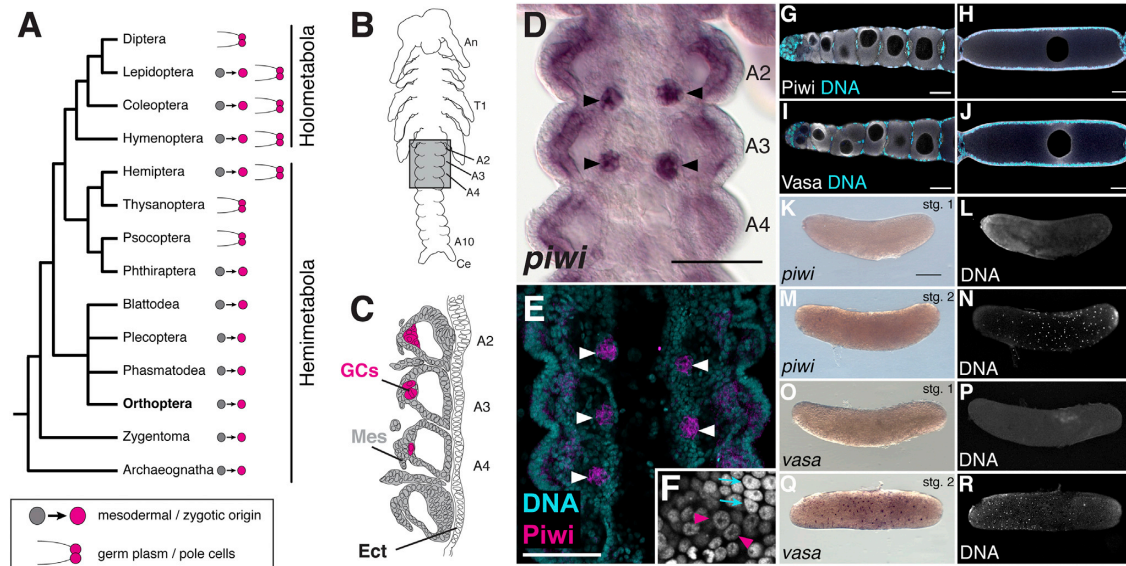 A
Diptera
Lepidoptera
Coleoptera
Hymenoptera
Hemiptera
Thysanoptera
Psocoptera
Phthiraptera
Blattodea
Plecoptera
Phasmatodea
Orthoptera
Zygentoma
Archaeognatha
Holometabola
Hemimetabola
mesodermal / zygotic origin
germ plasm / pole cells
B
An
T1
A2
A3
A4
A10
Ce
C
A2
GCs
A3
Mes
A4
Ect
D
A2
A3
A4
piwi
E
DNA
Piwi
F
G
Piwi DNA
H
I
Vasa DNA
J
K
stg. 1
piwi
L
DNA
M
stg. 2
piwi
N
DNA
O
stg. 1
vasa
P
DNA
Q
stg. 2
vasa
R
DNA